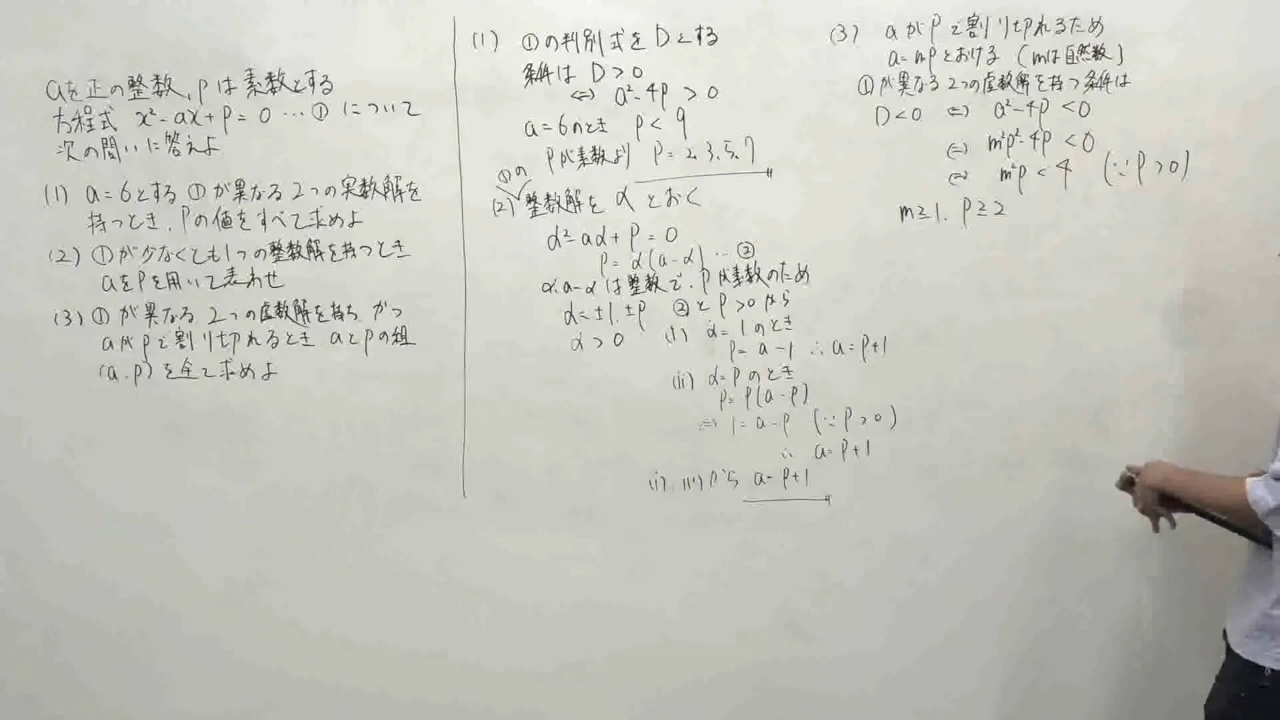 aを正の整数、Pは素数とする
方程式 x²-ax+P=0 …① について
次の問いに答えよ
(1) a=6とする ①が異なる2つの実数解を
持つとき、Pの値をすべて求めよ
(2) ①が少なくとも1つの整数解を持つとき
aをPを用いて表わせ
(3) ①が異なる 2つの虚数解を持ち かつ
aがPで割り切れるとき aとPの組
(a.P)を全て求めよ
(1) ①の判別式をDとする
条件は D>0
⇔ a²-4P>0
a=6のとき P<9
Pが素数より P=2.3.5.7
①の
(2) 整数解を αとおく
α²-aα+P=0
P=α(a-α) … ②
α.a-αは整数で、Pが素数のため
α=±1.±P ②とP>0から
α>0 (i) α=1のとき
P=a-1 ∴a=P+1
(ii) α=Pのとき
P=P(a-P)
⇔ 1=a-P (∵P>0)
∴ a=P+1
(i).(ii)から a=P+1
(3) aがPで割り切れるため
a=mPとおける (mは自然数)
①が異なる2つの虚数解を持つ条件は
D<0 ⇔ a²-4P<0
⇔ m²P²-4P<0
⇔ m²P<4 (∵P>0)
m≧1. P≧2